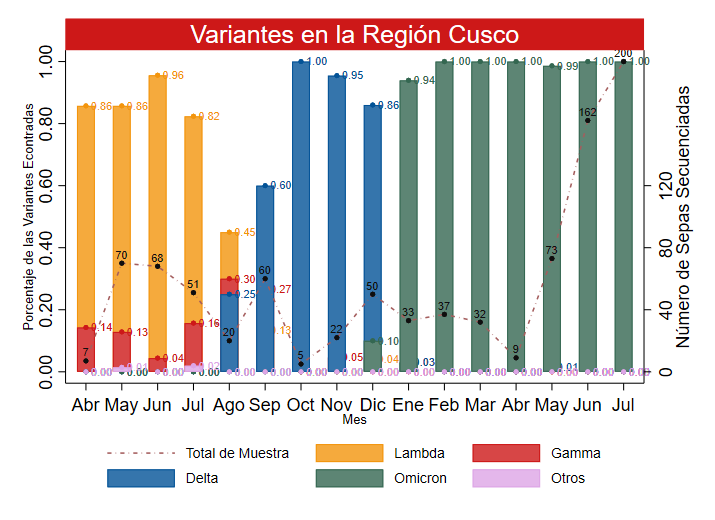 Variantes en la Región Cusco
Porcentaje de las Variantes Econtradas
Número de Sepas Secuenciadas
1.00
0.80
0.60
0.40
0.20
0.00
120
80
40
0
0.86 0.86 0.96 0.82 0.45 0.60 1.00 0.95 0.86 0.94 1.00 1.00 1.00 0.99 1.00 1.00
0.14 0.13 0.04 0.16 0.30 0.25 0.27 0.13 0.05 0.10 0.04 0.03 0.01
7 70 68 51 20 60 5 22 50 33 37 32 9 73 162 200
Abr May Jun Jul Ago Sep Oct Nov Dic Ene Feb Mar Abr May Jun Jul
Mes
Total de Muestra Lambda Gamma
Delta Omicron Otros